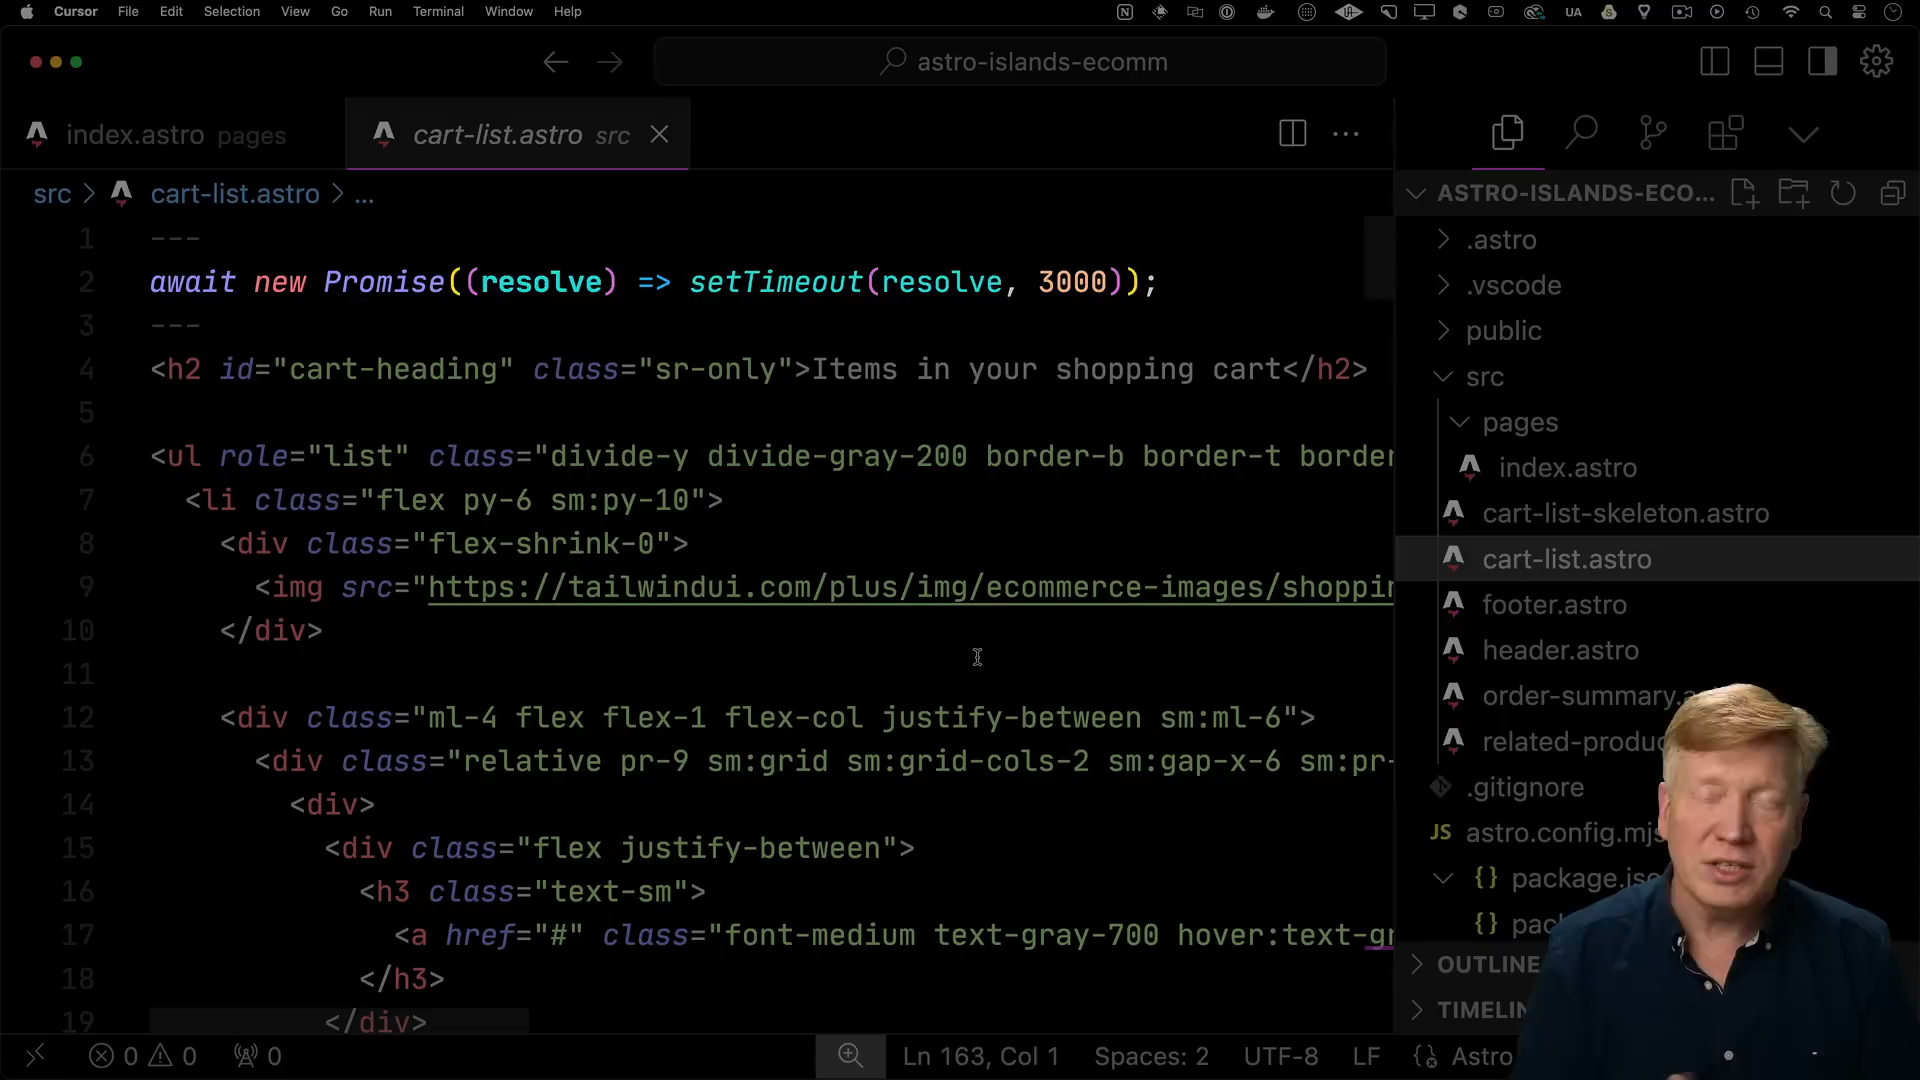 Cursor File Edit Selection View Go Run Terminal Window Help
UA
astro-islands-ecomm
index.astro pages
cart-list.astro src
src > cart-list.astro > ...
ASTRO-ISLANDS-ECO...
.astro
.vscode
public
src
pages
index.astro
cart-list-skeleton.astro
cart-list.astro
footer.astro
header.astro
order-summary.a
related-produc
.gitignore
JS astro.config.mjs
{} package.jso
{} pac
OUTLINE
TIMELIN
1 ---
2 await new Promise((resolve) => setTimeout(resolve, 3000));
3 ---
4 <h2 id="cart-heading" class="sr-only">Items in your shopping cart</h2>
5
6 <ul role="list" class="divide-y divide-gray-200 border-b border-t border
7 <li class="flex py-6 sm:py-10">
8 <div class="flex-shrink-0">
9 <img src="https://tailwindui.com/plus/img/ecommerce-images/shoppin
10 </div>
11
12 <div class="ml-4 flex flex-1 flex-col justify-between sm:ml-6">
13 <div class="relative pr-9 sm:grid sm:grid-cols-2 sm:gap-x-6 sm:pr-
14 <div>
15 <div class="flex justify-between">
16 <h3 class="text-sm">
17 <a href="#" class="font-medium text-gray-700 hover:text-gr
18 </h3>
19 </div>
0 0 0
Ln 163, Col 1 Spaces: 2 UTF-8 LF Astro